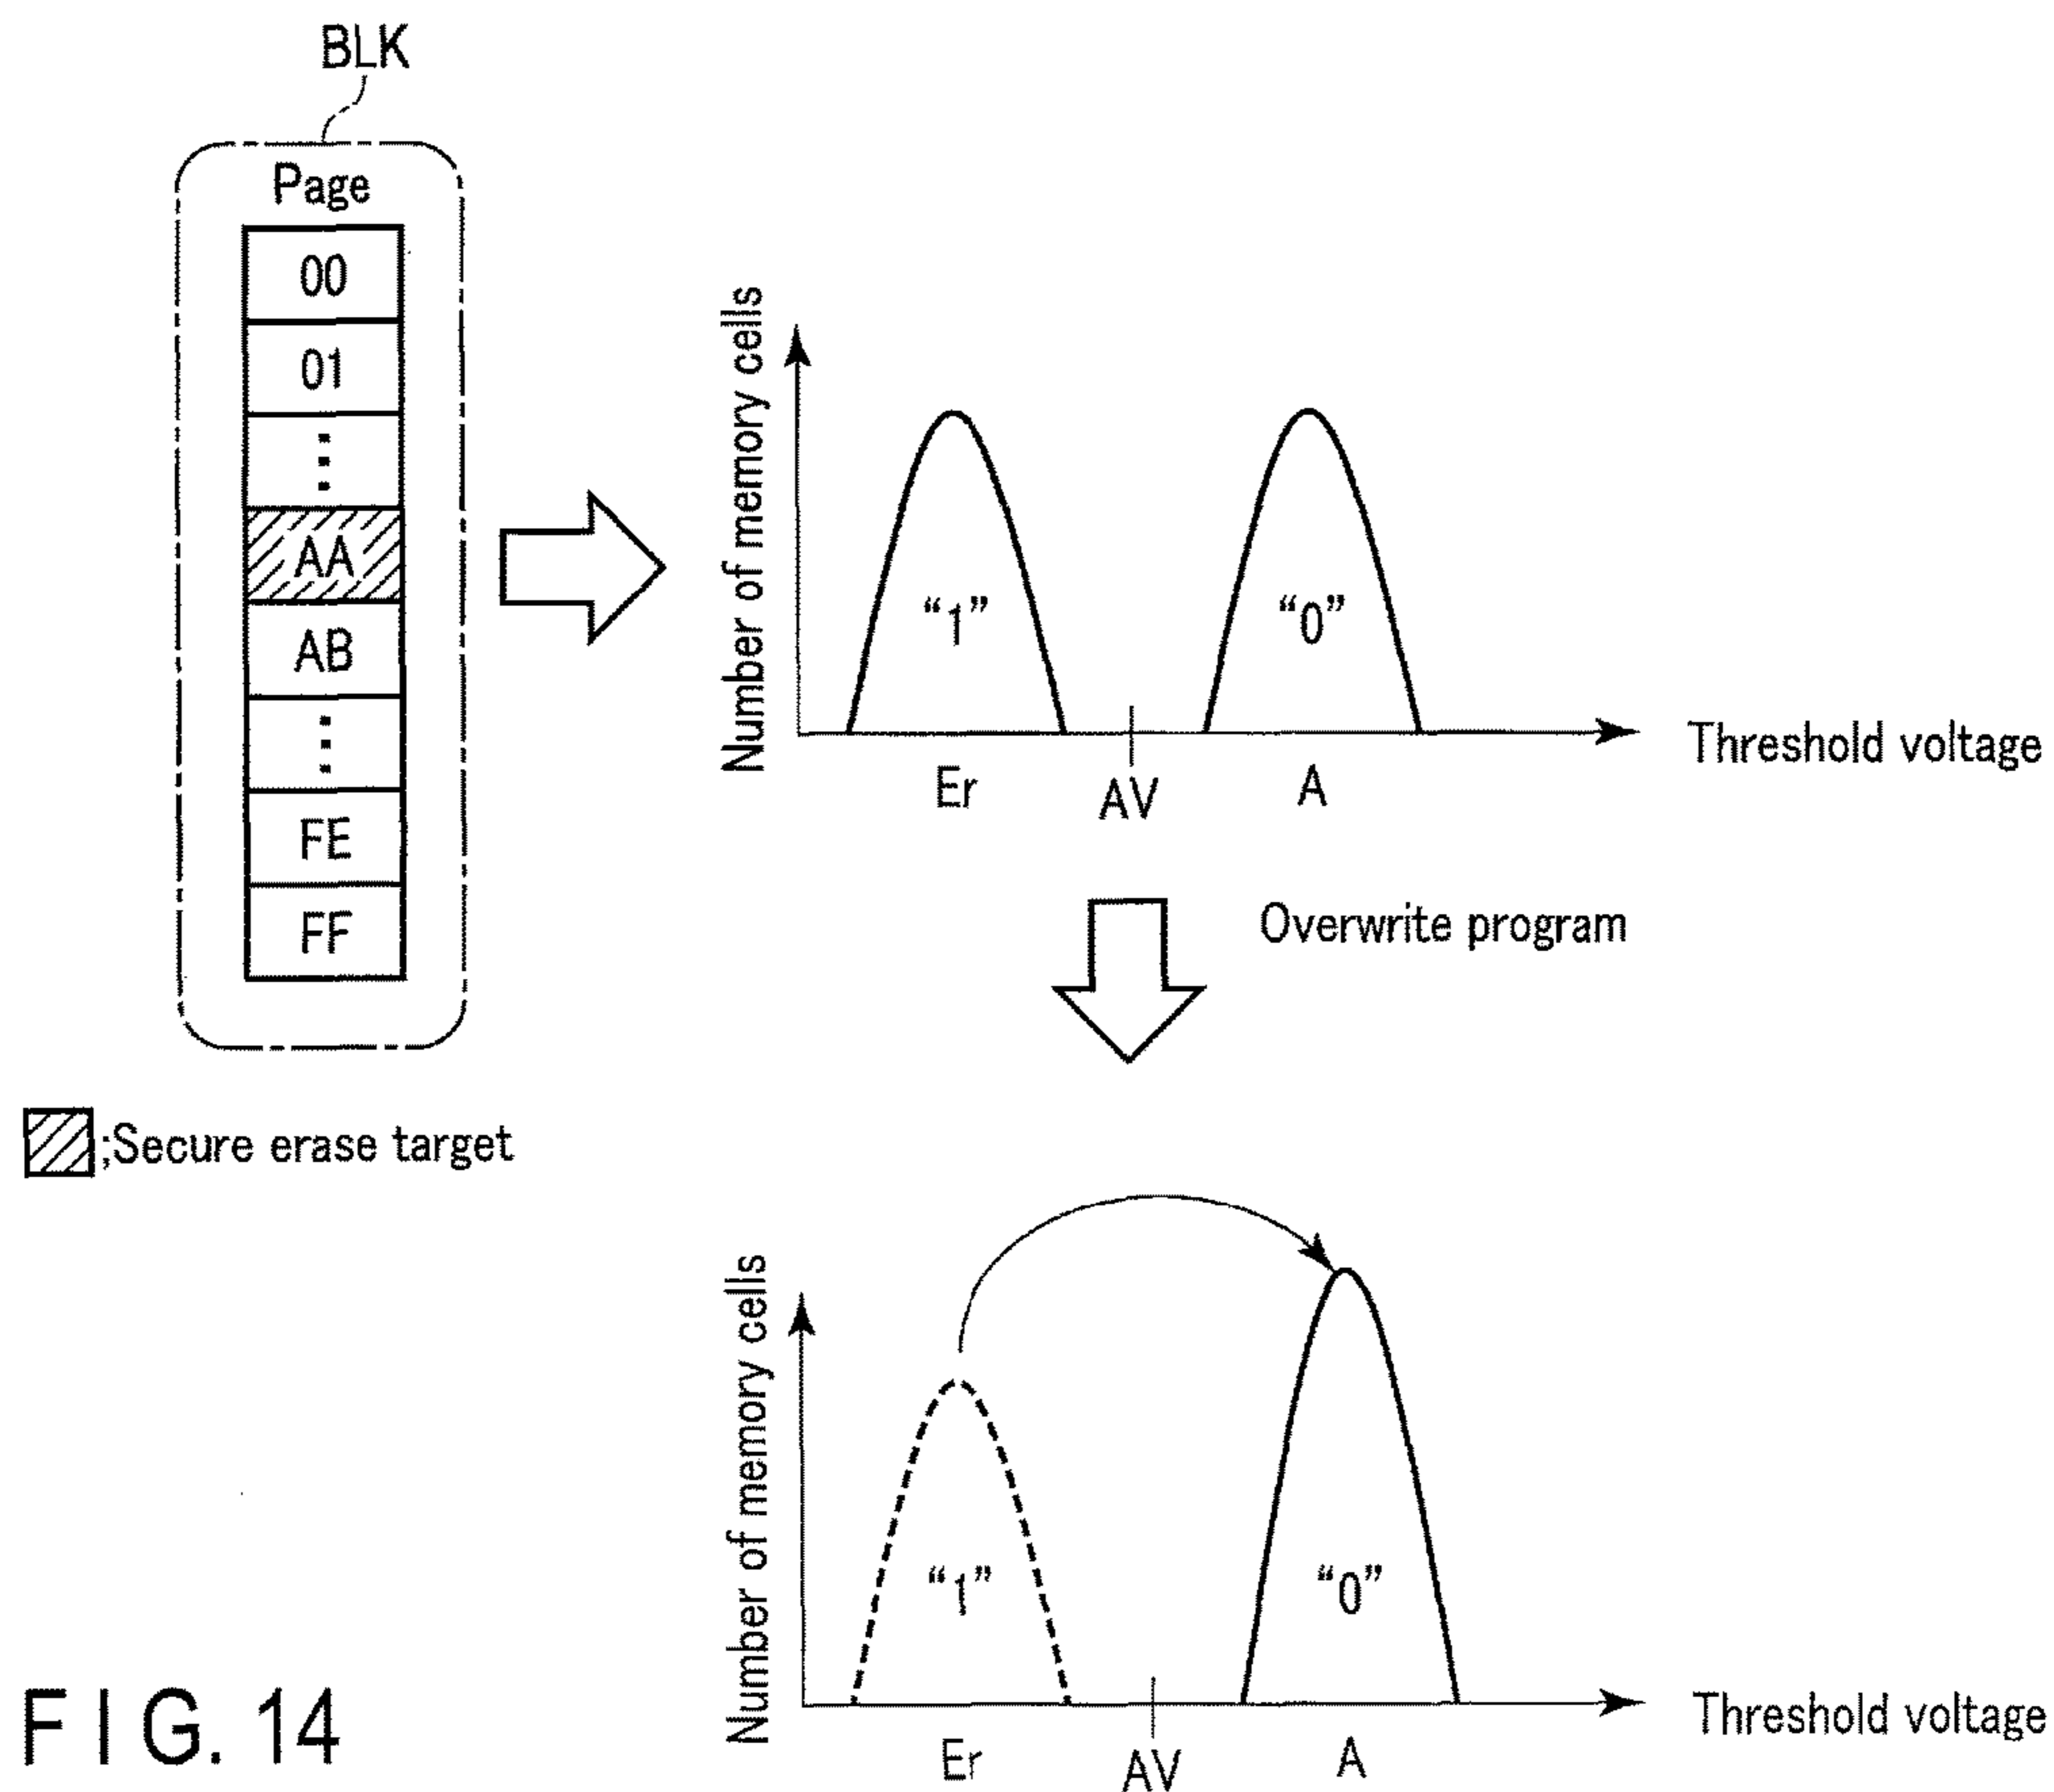 BLK
Page
00
01
⋮
AA
AB
⋮
FE
FF
;Secure erase target
Number of memory cells
“1”
“0”
Er
AV
A
Threshold voltage
Overwrite program
Number of memory cells
“1”
“0”
Er
AV
A
Threshold voltage
FIG. 14